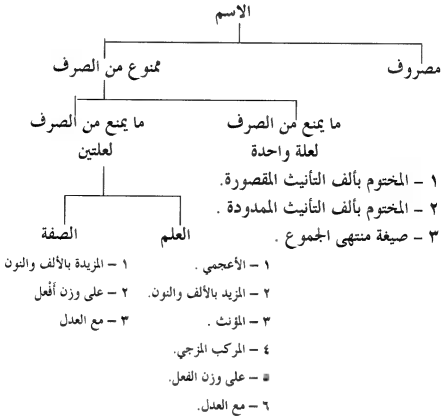 الاسم
مصروف
ممنوع من الصرف
ما يمنع من الصرف
لعلة واحدة
١ – المختوم بألف التأنيث المقصورة.
٢ – المختوم بألف التأنيث الممدودة .
٣ – صيغة منتهى الجموع .
ما يمنع من الصرف
لعلتين
العلم
١ – الأعجمي .
٢ – المزيد بالألف والنون.
٣ – المؤنث .
٤ – المركب المزجي.
٥ – على وزن الفعل.
٦ – مع العدل.
الصفة
١ – المزيدة بالألف والنون
٢ – على وزن أَفْعل
٣ – مع العدل